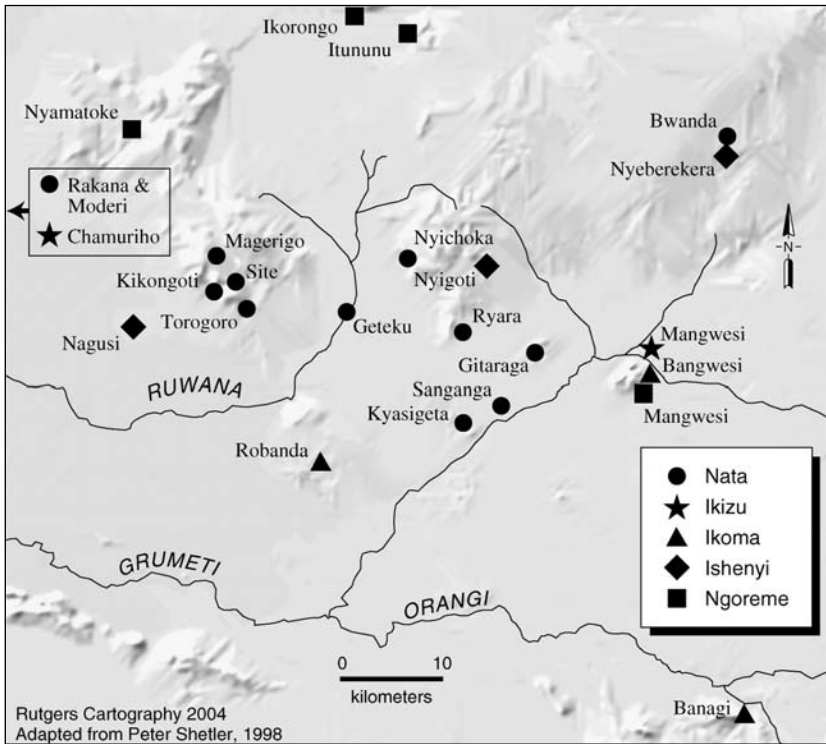 Ikorongo
Itununu
Nyamatoke
Bwanda
Nyeberekera
Rakana &
Moderi
Chamuriho
-N-
Magerigo
Nyichoka
Site
Nyigoti
Kikongoti
Torogoro
Geteku
Ryara
Nagusi
Mangwesi
Gitaraga
Bangwesi
RUWANA
Sanganga
Kyasigeta
Mangwesi
Robanda
Nata
Ikizu
Ikoma
Ishenyi
Ngoreme
GRUMETI
ORANGI
0 10
kilometers
Banagi
Rutgers Cartography 2004
Adapted from Peter Shetler, 1998